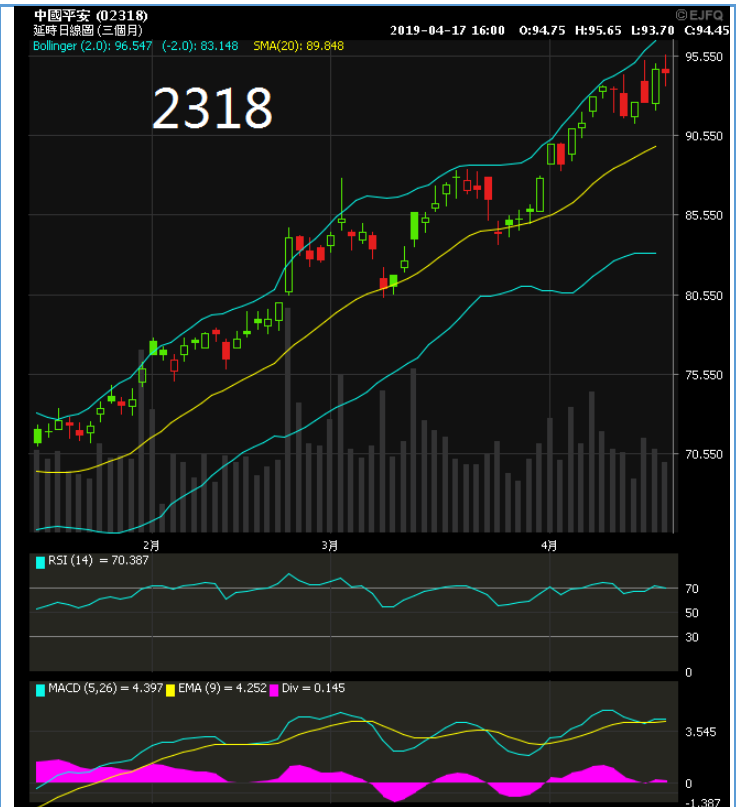 中國平安 (02318)
©EJFQ
延時日線圖 (三個月)
2019-04-17 16:00 O:94.75 H:95.65 L:93.70 C:94.45
Bollinger (2.0): 96.547 (-2.0): 83.148 SMA(20): 89.848
95.550
2318
90.550
85.550
80.550
75.550
70.550
2月 3月 4月
RSI (14) = 70.387
70
50
30
0
MACD (5,26) = 4.397 EMA (9) = 4.252 Div = 0.145
3.545
0
-1.387